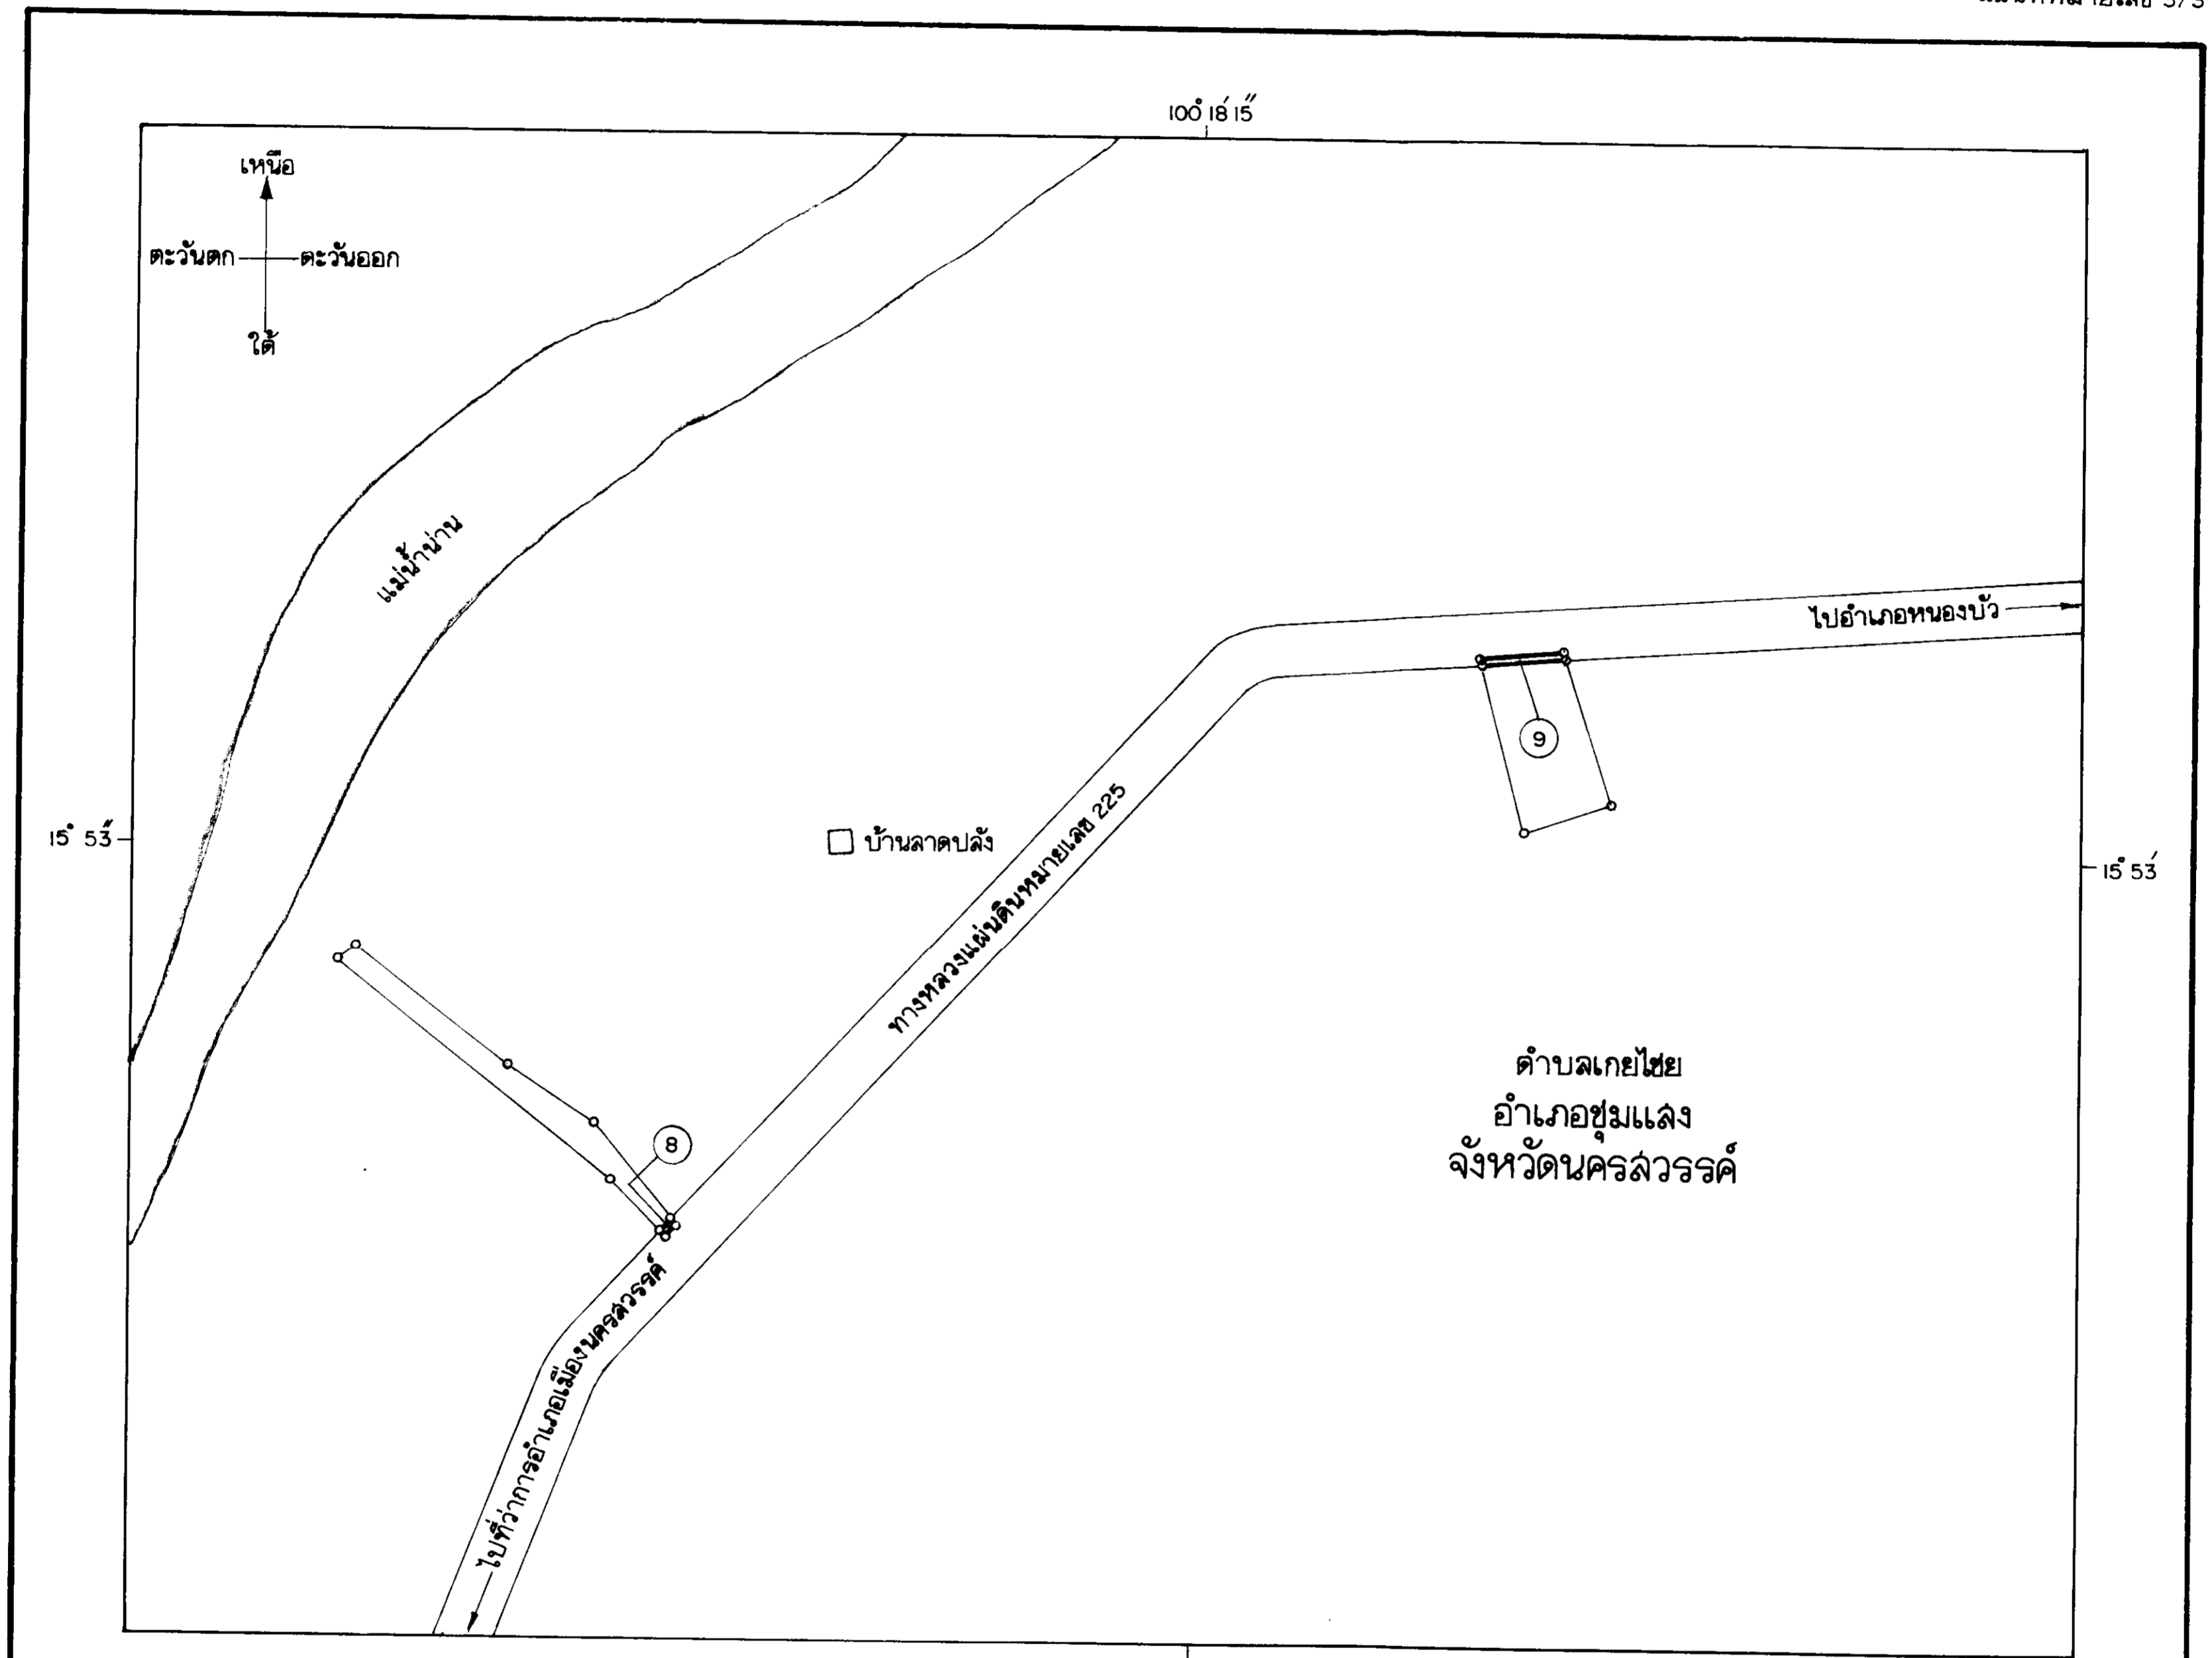 100° 18′ 15″
เหนือ
ตะวันตก ตะวันออก
ใต้
แม่น้ำน่าน
ไปอำเภอหนองบัว
9
15° 53″
บ้านลาดปลัง
ทางหลวงแผ่นดินหมายเลข 225
15° 53′
ตำบลเกยไชย
อำเภอชุมแสง
จังหวัดนครสวรรค์
8
ไปที่ว่าการอำเภอเมืองนครสวรรค์